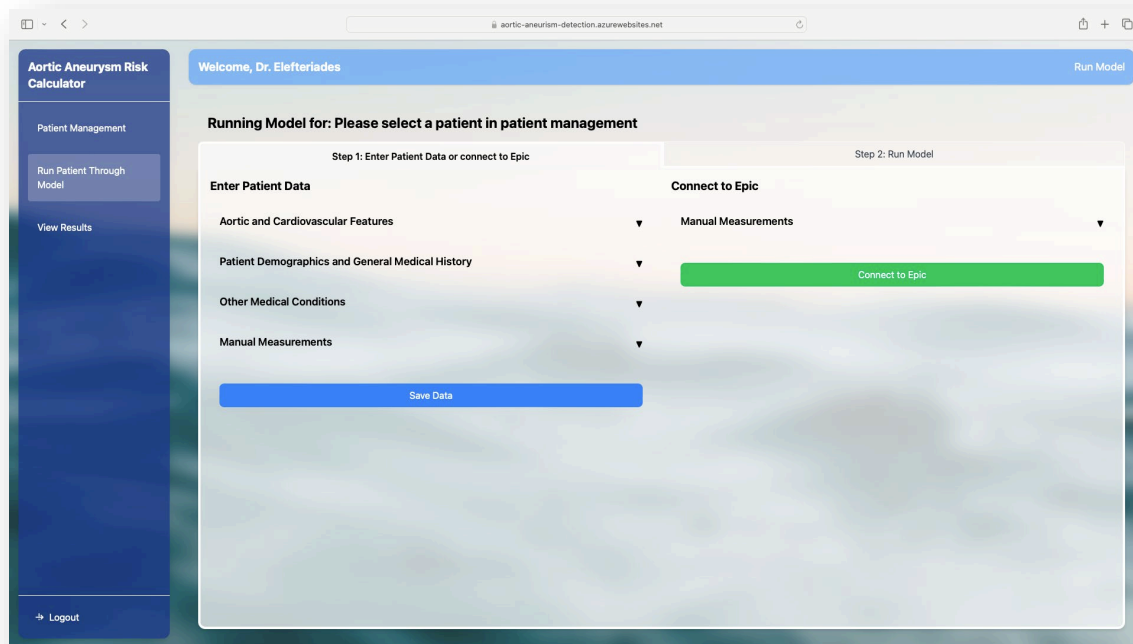 aortic-aneurism-detection.azurewebsites.net
Aortic Aneurysm Risk
Calculator
Patient Management
Run Patient Through
Model
View Results
Logout
Welcome, Dr. Elefteriades
Run Model
Running Model for: Please select a patient in patient management
Step 1: Enter Patient Data or connect to Epic
Step 2: Run Model
Enter Patient Data
Aortic and Cardiovascular Features
Patient Demographics and General Medical History
Other Medical Conditions
Manual Measurements
Save Data
Connect to Epic
Manual Measurements
Connect to Epic